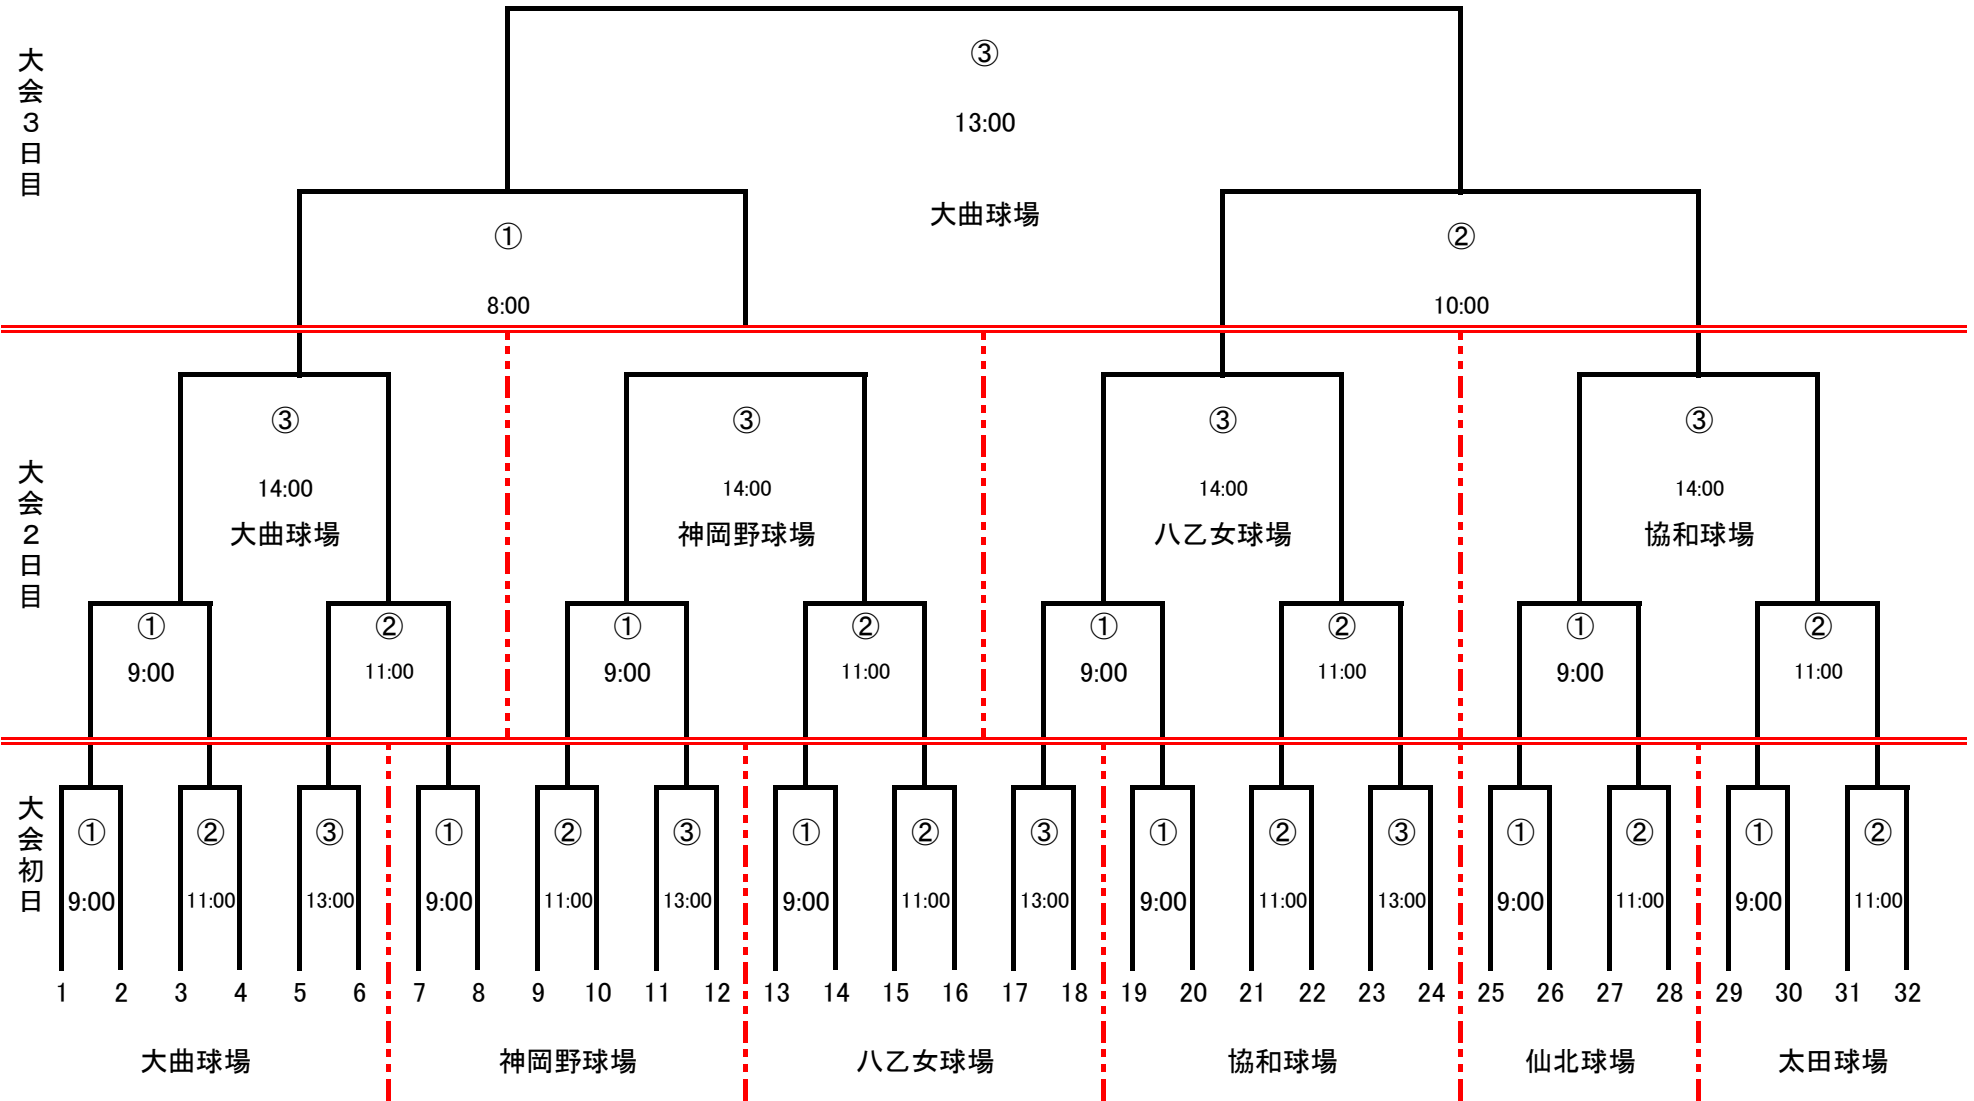 大会３日目
③
13:00
大曲球場
① ②
8:00 10:00
大会２日目
③ ③ ③ ③
14:00 14:00 14:00 14:00
大曲球場 神岡野球場 八乙女球場 協和球場
① ② ① ② ① ② ① ②
9:00 11:00 9:00 11:00 9:00 11:00 9:00 11:00
大会初日
① ② ③ ① ② ③ ① ② ③ ① ② ③ ① ② ① ②
9:00 11:00 13:00 9:00 11:00 13:00 9:00 11:00 13:00 9:00 11:00 13:00 9:00 11:00 9:00 11:00
1 2 3 4 5 6 7 8 9 10 11 12 13 14 15 16 17 18 19 20 21 22 23 24 25 26 27 28 29 30 31 32
大曲球場 神岡野球場 八乙女球場 協和球場 仙北球場 太田球場